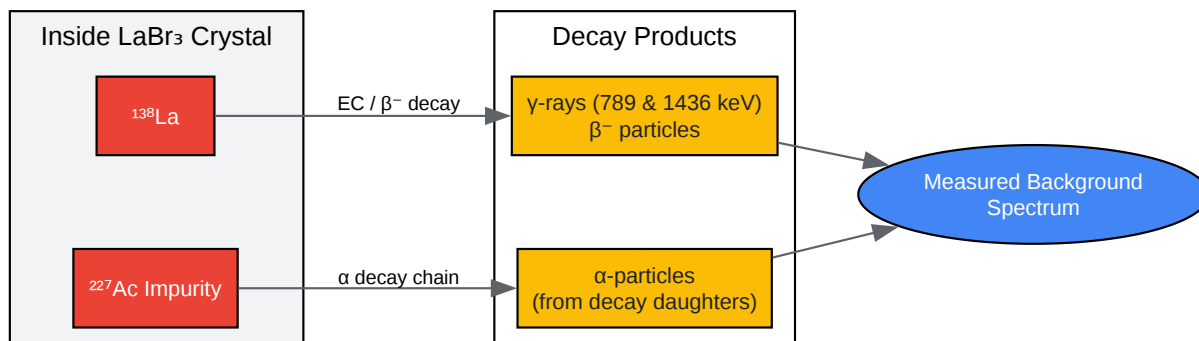 Inside LaBr₃ Crystal
Decay Products
¹³⁸La
EC / β⁻ decay
γ-rays (789 & 1436 keV)
β⁻ particles
Measured Background
Spectrum
²²⁷Ac Impurity
α decay chain
α-particles
(from decay daughters)